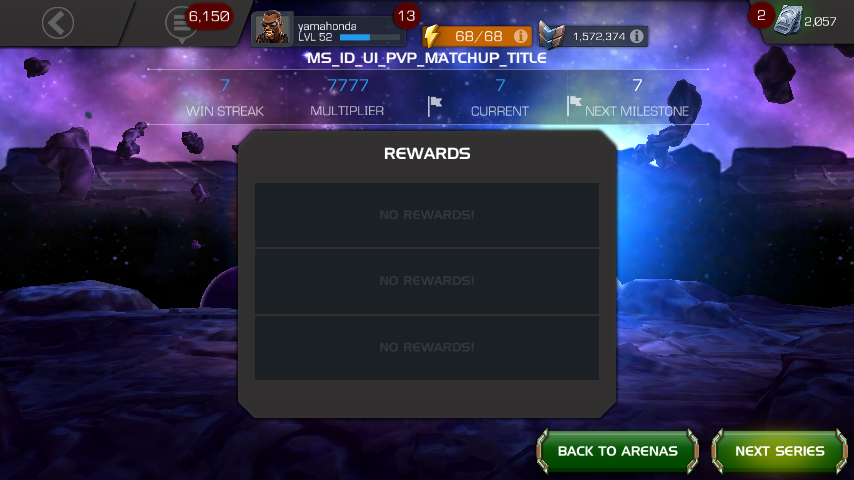 6,150
yamahonda
LVL 52
13
68/68
1,572,374
2
2,057
MS_ID_UI_PVP_MATCHUP_TITLE
7
7777
7
7
WIN STREAK
MULTIPLIER
CURRENT
NEXT MILESTONE
REWARDS
NO REWARDS!
NO REWARDS!
NO REWARDS!
BACK TO ARENAS
NEXT SERIES